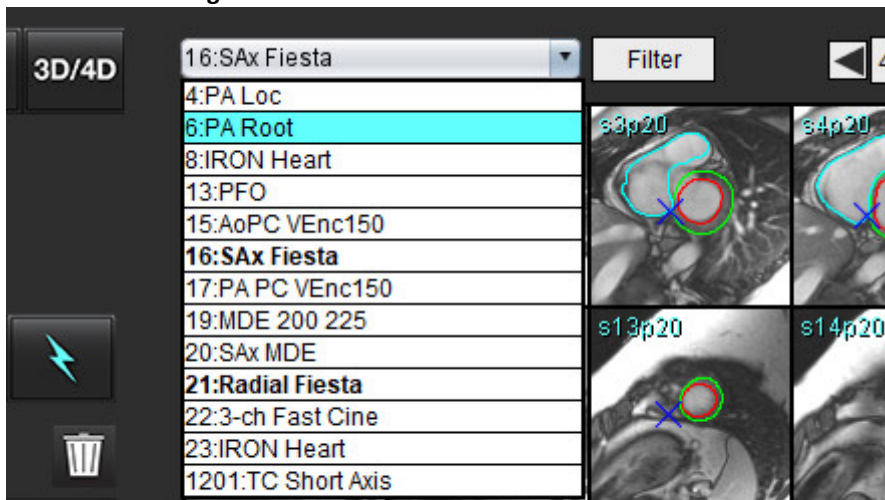 3D/4D
16:SAx Fiesta
Filter
4:PA Loc
6:PA Root
8:IRON Heart
13:PFO
15:AoPC VEnc150
16:SAx Fiesta
17:PA PC VEnc150
19:MDE 200 225
20:SAx MDE
21:Radial Fiesta
22:3-ch Fast Cine
23:IRON Heart
1201:TC Short Axis
s3p20
s4p20
s13p20
s14p20